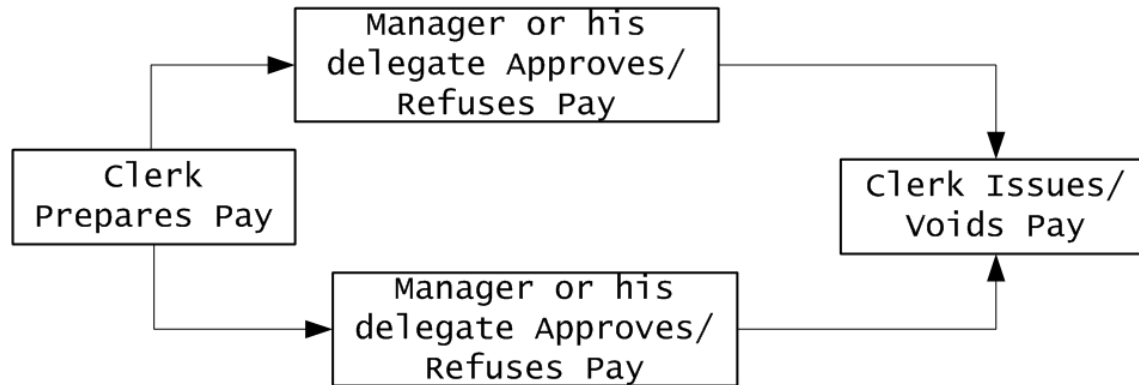 Manager or his
delegate Approves/
Refuses Pay
Clerk
Prepares Pay
Clerk Issues/
Voids Pay
Manager or his
delegate Approves/
Refuses Pay